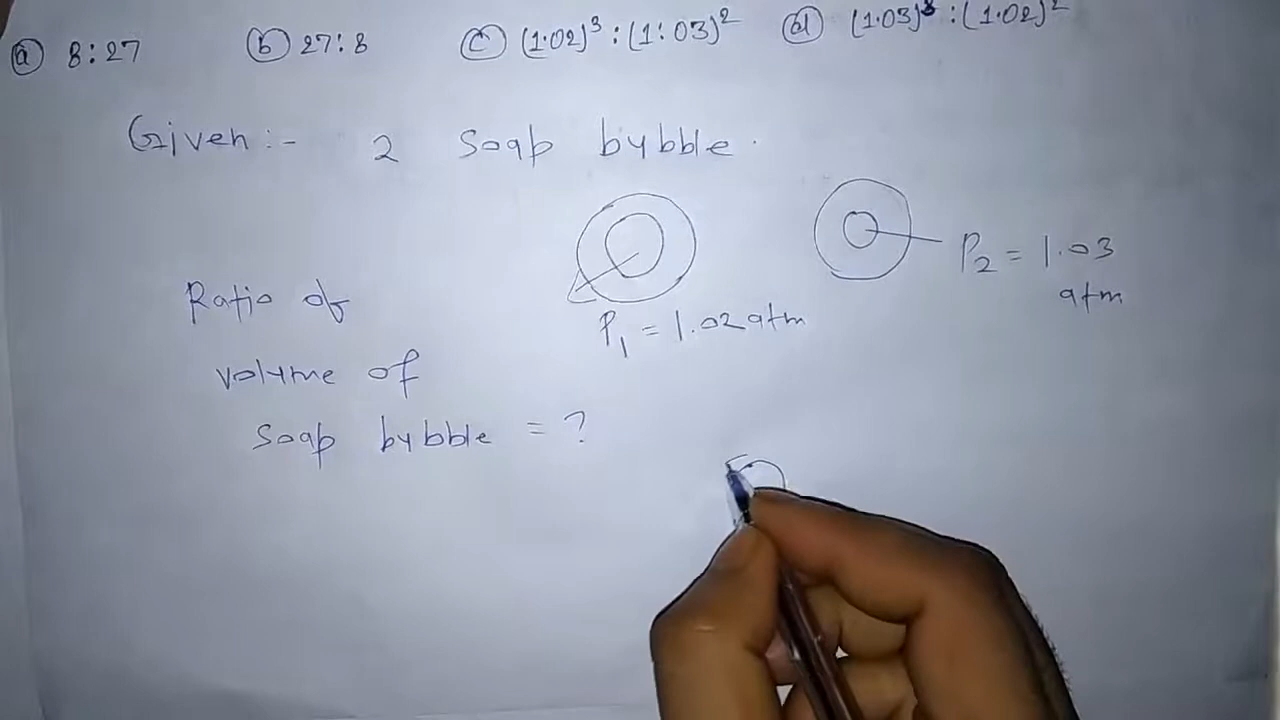 (a) 8:27 (b) 27:8 (c) (1.02)³ : (1:03)² (d) (1.03)³ : (1.02)²
Given :- 2 Soap bubble.
P₂ = 1.03
atm
Ratio of
P₁ = 1.02 atm
volume of
soap bubble = ?